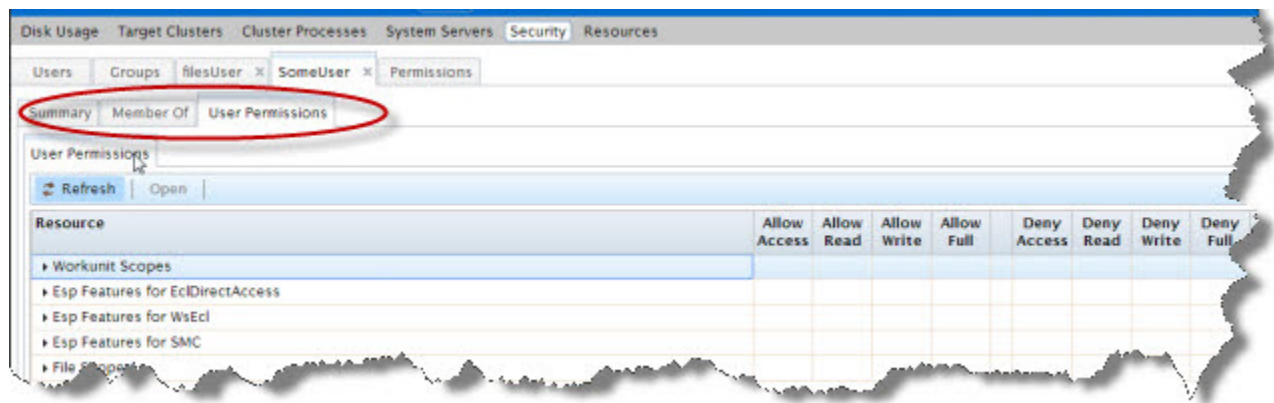 Disk Usage Target Clusters Cluster Processes System Servers Security Resources
Users Groups filesUser × SomeUser × Permissions
Summary Member Of User Permissions
User Permissions
Refresh Open
Resource Allow Access Allow Read Allow Write Allow Full Deny Access Deny Read Deny Write Deny Full
Workunit Scopes
Esp Features for EclDirectAccess
Esp Features for WsEcl
Esp Features for SMC
File Scopes